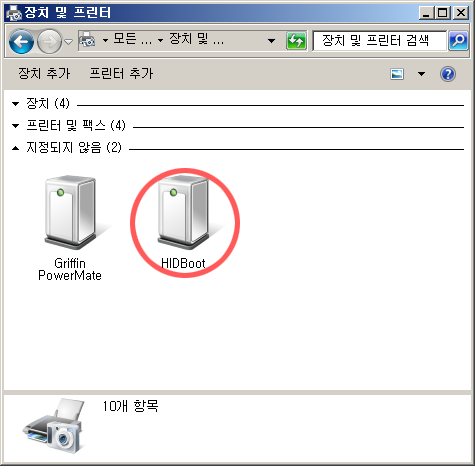 장치 및 프린터
모든 ... 장치 및 ... 장치 및 프린터 검색
장치 추가 프린터 추가
장치 (4)
프린터 및 팩스 (4)
지정되지 않음 (2)
Griffin
PowerMate
HIDBoot
10개 항목